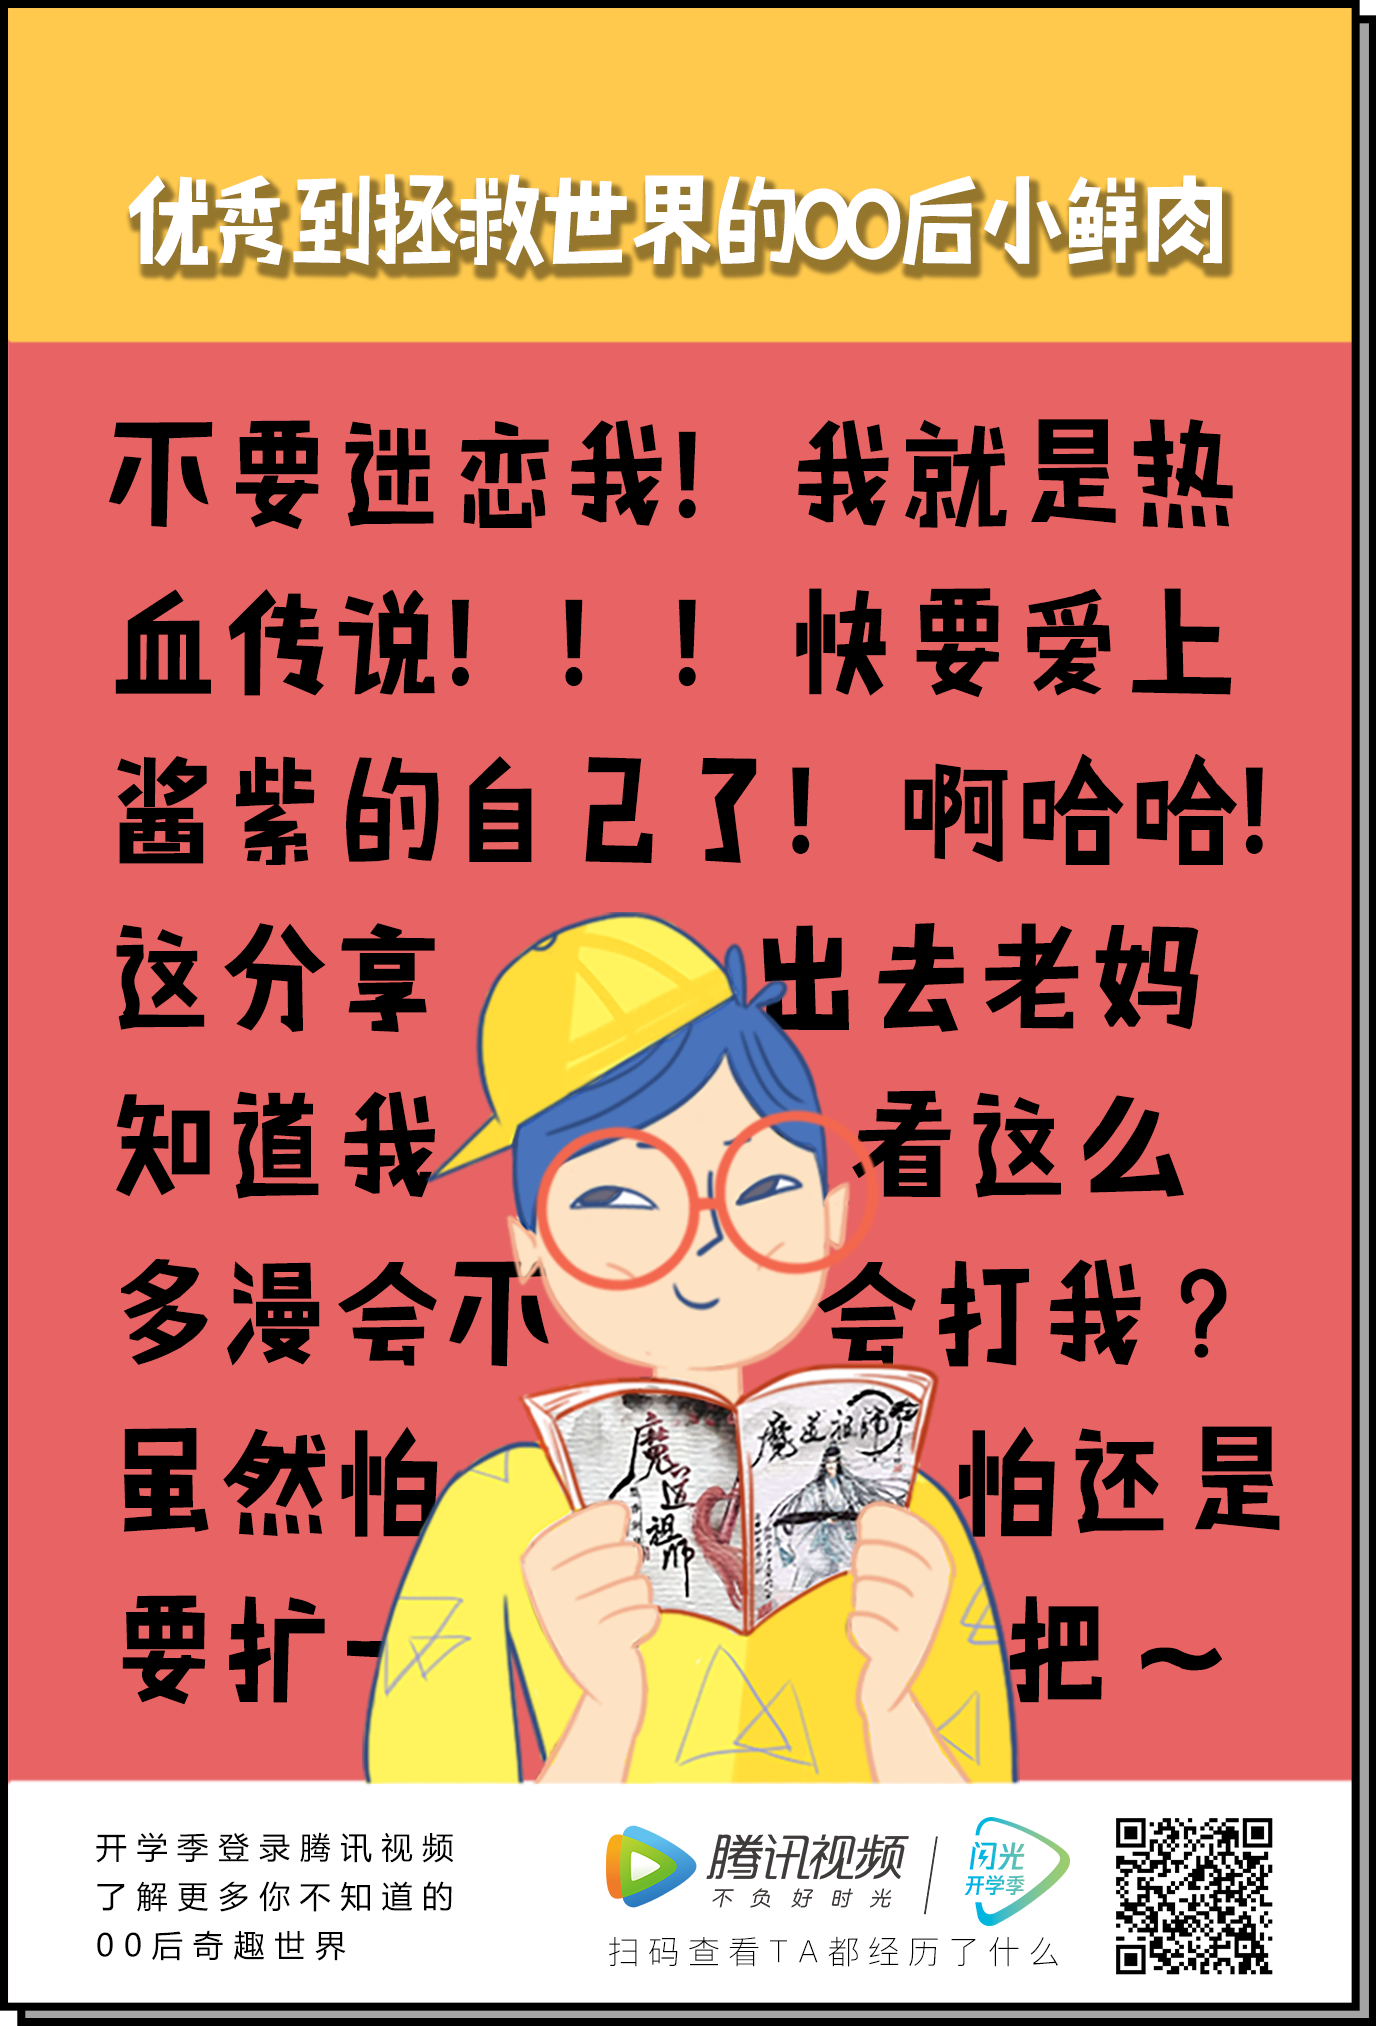 优秀到拯救世界的00后小鲜肉
不要迷恋我! 我就是热
血传说!!! 快要爱上
酱紫的自己了! 啊哈哈!
这分享出去老妈
知道我看这么
多漫会不会打我?
虽然怕怕还是
要扩一把~
魔道祖师
魔道祖师
开学季登录腾讯视频
了解更多你不知道的
00后奇趣世界
腾讯视频
不负好时光
闪光
开学季
扫码查看TA都经历了什么